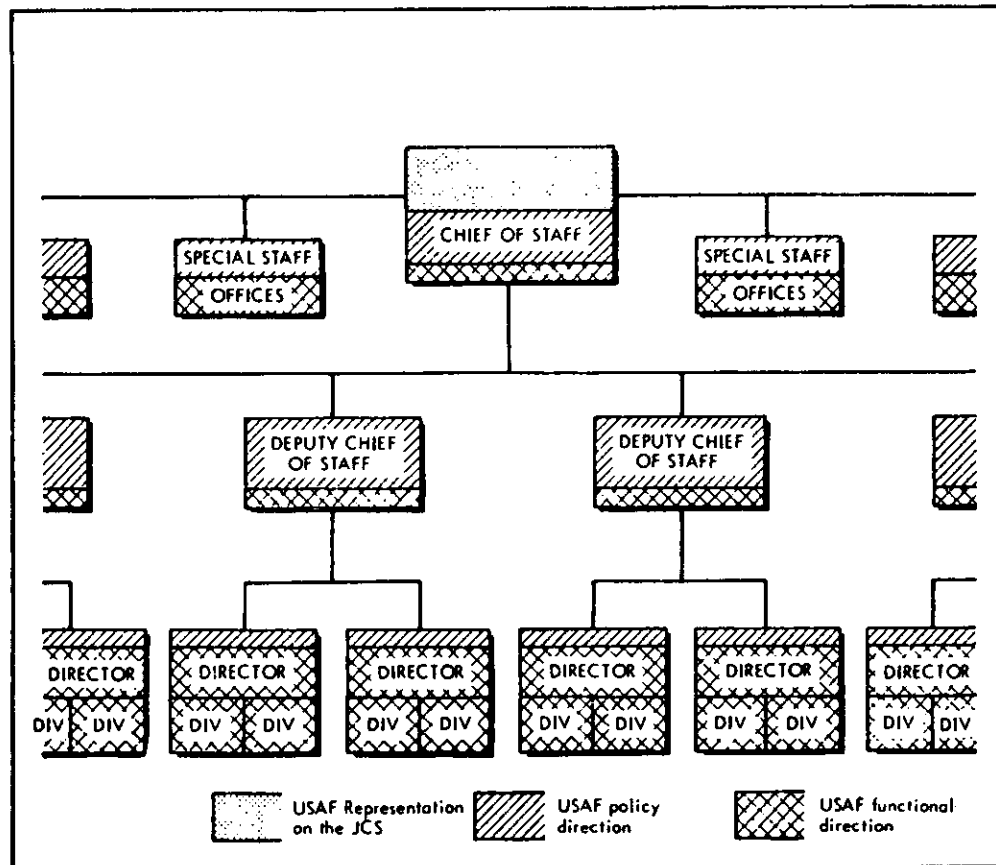 CHIEF OF STAFF
SPECIAL STAFF
OFFICES
SPECIAL STAFF
OFFICES
DEPUTY CHIEF
OF STAFF
DEPUTY CHIEF
OF STAFF
DIRECTOR
DIRECTOR
DIRECTOR
DIRECTOR
DIRECTOR
DIRECTOR
DIV DIV
DIV DIV
DIV DIV
DIV DIV
DIV DIV
DIV DIV
USAF Representation
on the JCS
USAF policy
direction
USAF functional
direction